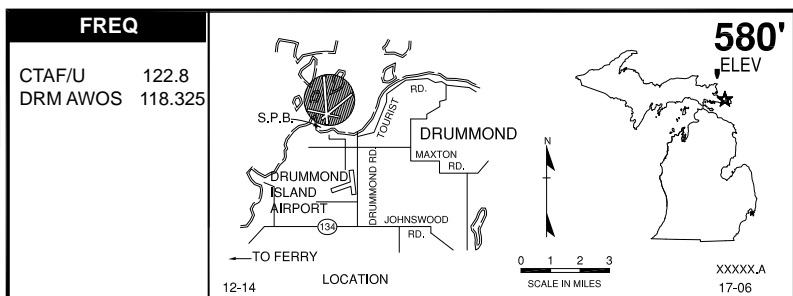 FREQ
CTAF/U 122.8
DRM AWOS 118.325
580'
ELEV
RD.
S.P.B.
TOURIST
DRUMMOND
MAXTON
RD.
DRUMMOND
ISLAND
AIRPORT
DRUMMOND RD.
134
JOHNSWOOD
RD.
TO FERRY
LOCATION
12-14
N
0 1 2 3
SCALE IN MILES
XXXXX.A
17-06